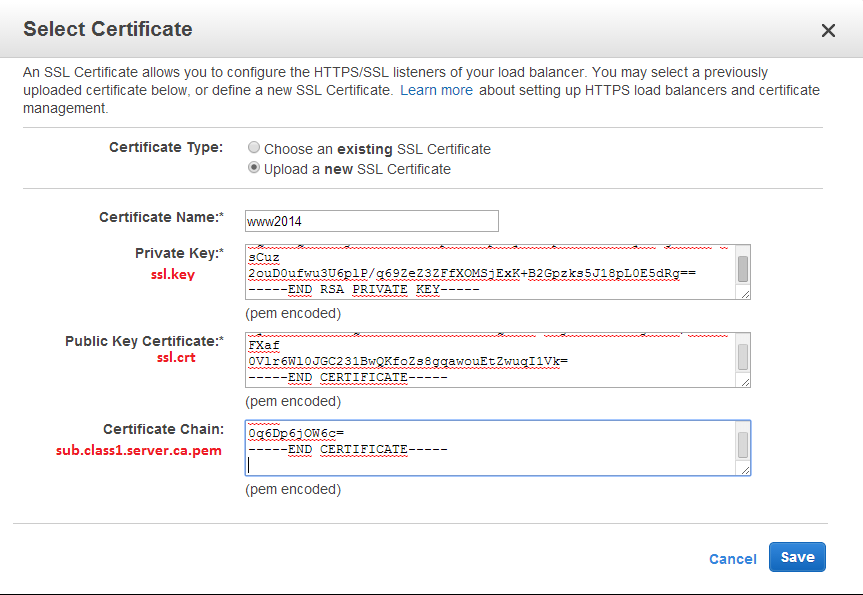 Select Certificate
An SSL Certificate allows you to configure the HTTPS/SSL listeners of your load balancer. You may select a previously
uploaded certificate below, or define a new SSL Certificate. Learn more about setting up HTTPS load balancers and certificate
management.
Certificate Type:
Choose an existing SSL Certificate
Upload a new SSL Certificate
Certificate Name:* www2014
Private Key:*
ssl.key
sCuz
2ouD0ufwu3U6plP/g69ZeZ3ZFfXOMSjExK+B2Gpzks5J18pL0E5dRg==
-----END RSA PRIVATE KEY-----
(pem encoded)
Public Key Certificate:*
ssl.crt
FXaf
0Vlr6Wl0JGC231BwQKfoZs8gqawouEtZwuqI1Vk=
-----END CERTIFICATE-----
(pem encoded)
Certificate Chain:
sub.class1.server.ca.pem
0q6Dp6jOW6c=
-----END CERTIFICATE-----
(pem encoded)
Cancel Save